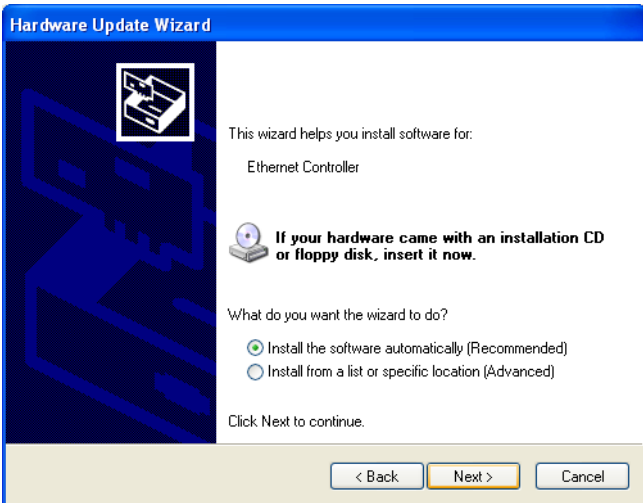 Hardware Update Wizard
This wizard helps you install software for:
Ethernet Controller
If your hardware came with an installation CD
or floppy disk, insert it now.
What do you want the wizard to do?
Install the software automatically (Recommended)
Install from a list or specific location (Advanced)
Click Next to continue.
< Back
Next >
Cancel